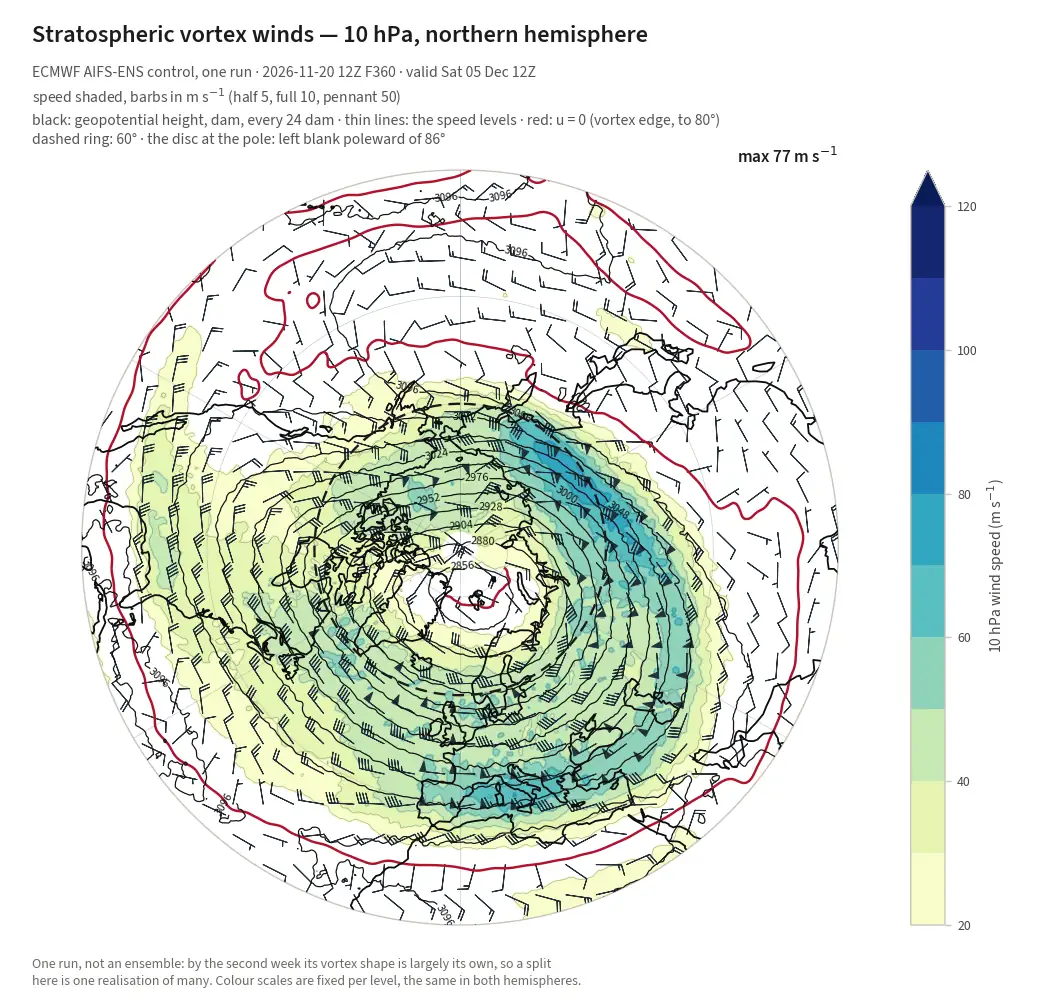 Stratospheric vortex winds — 10 hPa, northern hemisphere
ECMWF AIFS-ENS control, one run · 2026-11-20 12Z F360 · valid Sat 05 Dec 12Z
speed shaded, barbs in m s⁻¹ (half 5, full 10, pennant 50)
black: geopotential height, dam, every 24 dam · thin lines: the speed levels · red: u = 0 (vortex edge, to 80°)
dashed ring: 60° · the disc at the pole: left blank poleward of 86°
max 77 m s⁻¹
3096
3096
3096
3096
3024
2976
2952
3000
2928
3048
2904
2880
2856
3096
3096
3096
3096
120
100
80
60
40
20
10 hPa wind speed (m s⁻¹)
One run, not an ensemble: by the second week its vortex shape is largely its own, so a split
here is one realisation of many. Colour scales are fixed per level, the same in both hemispheres.